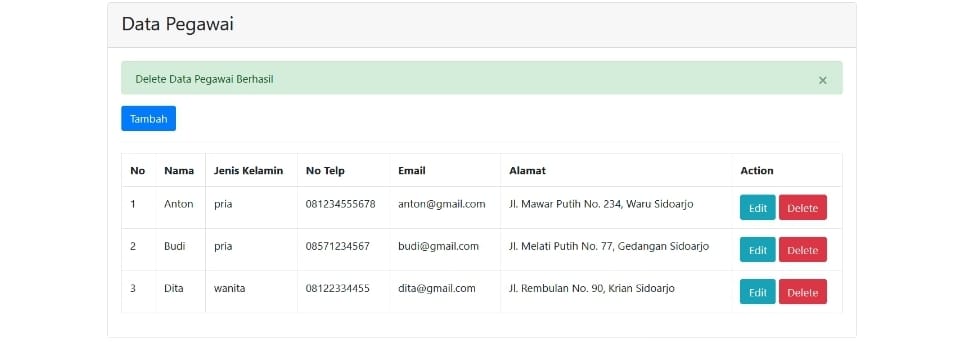 Data Pegawai
Delete Data Pegawai Berhasil ×
Tambah
No Nama Jenis Kelamin No Telp Email Alamat Action
1 Anton pria 081234555678 anton@gmail.com Jl. Mawar Putih No. 234, Waru Sidoarjo Edit Delete
2 Budi pria 08571234567 budi@gmail.com Jl. Melati Putih No. 77, Gedangan Sidoarjo Edit Delete
3 Dita wanita 08122334455 dita@gmail.com Jl. Rembulan No. 90, Krian Sidoarjo Edit Delete